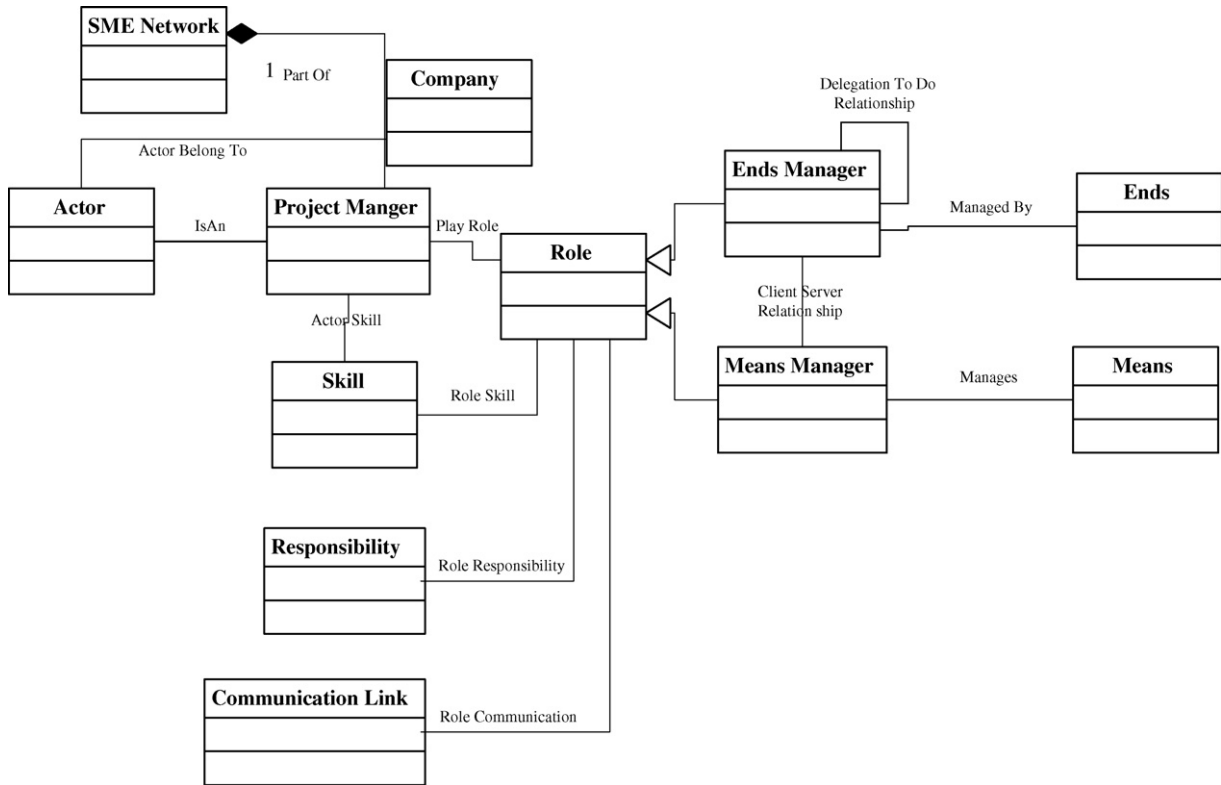 SME Network
1 Part Of
Company
Delegation To Do
Relationship
Actor Belong To
Ends Manager
Actor
Project Manger
Ends
IsAn
Play Role
Managed By
Role
Client Server
Relation ship
Actor Skill
Skill
Means Manager
Means
Manages
Role Skill
Responsibility
Role Responsibility
Communication Link
Role Communication